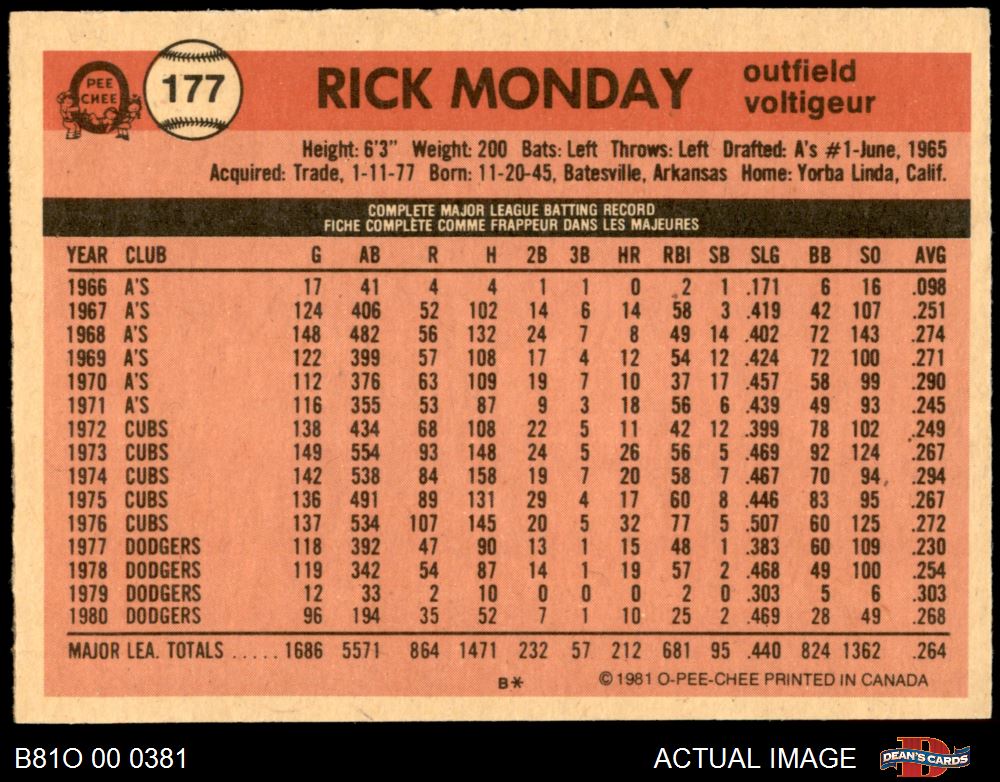 PEE
CHEE
177
RICK MONDAY
outfield
voltigeur
Height: 6'3" Weight: 200 Bats: Left Throws: Left Drafted: A's #1-June, 1965
Acquired: Trade, 1-11-77 Born: 11-20-45, Batesville, Arkansas Home: Yorba Linda, Calif.
COMPLETE MAJOR LEAGUE BATTING RECORD
FICHE COMPLÈTE COMME FRAPPEUR DANS LES MAJEURES
YEAR CLUB G AB R H 2B 3B HR RBI SB SLG BB SO AVG
1966 A'S 17 41 4 4 1 1 0 2 1 .171 6 16 .098
1967 A'S 124 406 52 102 14 6 14 58 3 .419 42 107 .251
1968 A'S 148 482 56 132 24 7 8 49 14 .402 72 143 .274
1969 A'S 122 399 57 108 17 4 12 54 12 .424 72 100 .271
1970 A'S 112 376 63 109 19 7 10 37 17 .457 58 99 .290
1971 A'S 116 355 53 87 9 3 18 56 6 .439 49 93 .245
1972 CUBS 138 434 68 108 22 5 11 42 12 .399 78 102 .249
1973 CUBS 149 554 93 148 24 5 26 56 5 .469 92 124 .267
1974 CUBS 142 538 84 158 19 7 20 58 7 .467 70 94 .294
1975 CUBS 136 491 89 131 29 4 17 60 8 .446 83 95 .267
1976 CUBS 137 534 107 145 20 5 32 77 5 .507 60 125 .272
1977 DODGERS 118 392 47 90 13 1 15 48 1 .383 60 109 .230
1978 DODGERS 119 342 54 87 14 1 19 57 2 .468 49 100 .254
1979 DODGERS 12 33 2 10 0 0 0 2 0 .303 5 6 .303
1980 DODGERS 96 194 35 52 7 1 10 25 2 .469 28 49 .268
MAJOR LEA. TOTALS ..... 1686 5571 864 1471 232 57 212 681 95 .440 824 1362 .264
B* © 1981 O-PEE-CHEE PRINTED IN CANADA
B81O 00 0381 ACTUAL IMAGE DEAN'S CARDS